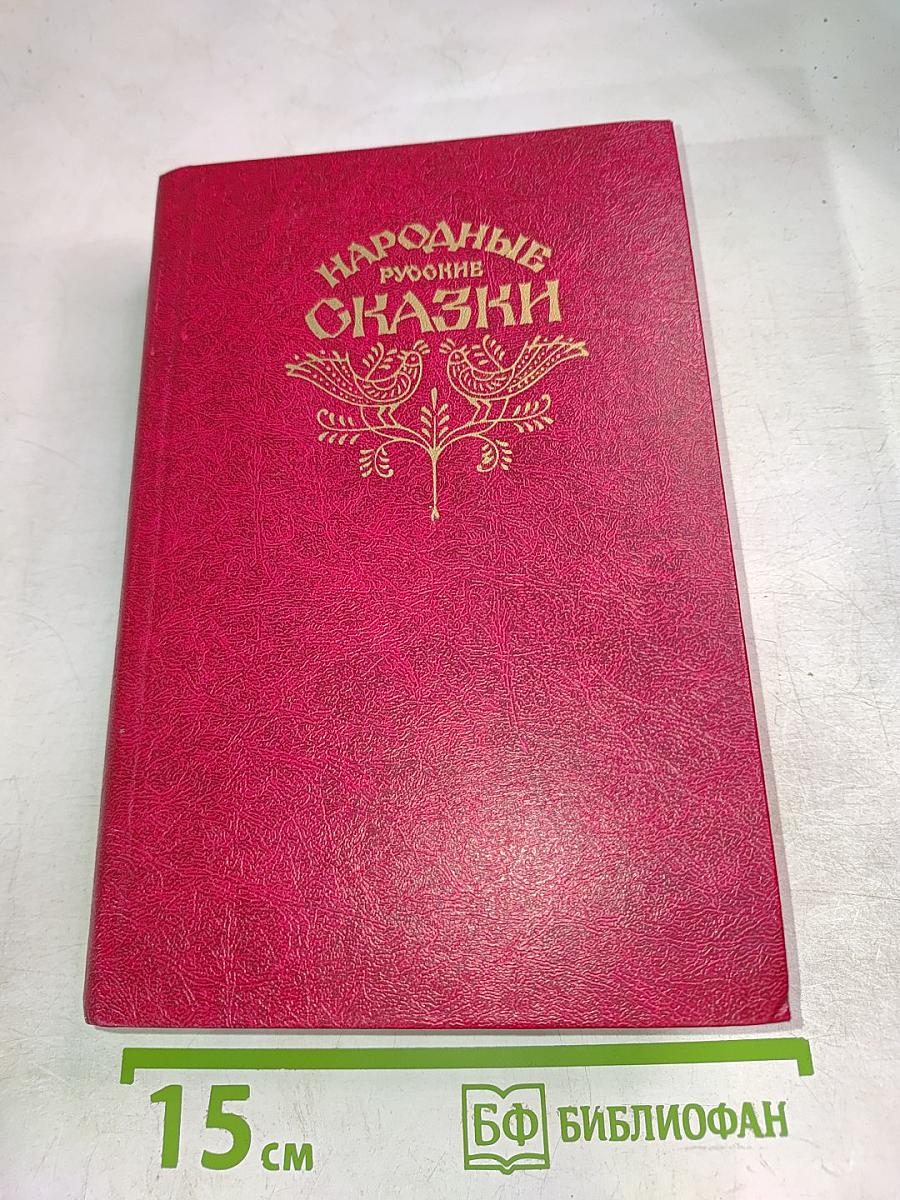 НАРОДНЫЕ
РУССКИЕ
СКАЗКИ
15 см
БФ БИБЛИОФАН